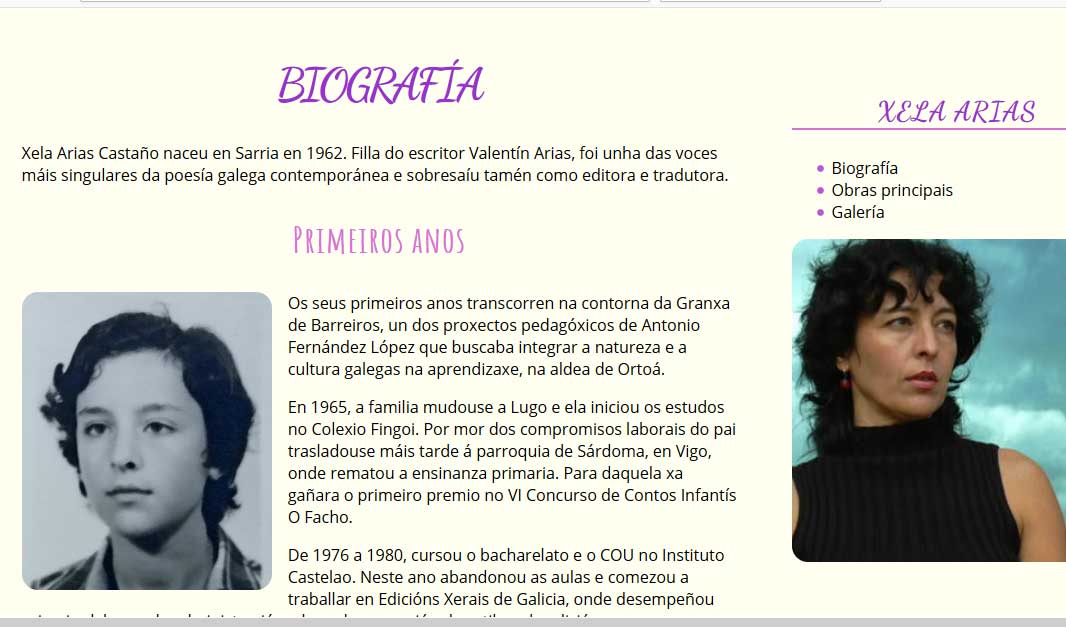 BIOGRAFÍA
Xela Arias Castaño naceu en Sarria en 1962. Filla do escritor Valentín Arias, foi unha das voces
máis singulares da poesía galega contemporánea e sobresaíu tamén como editora e tradutora.
Primeiros anos
Os seus primeiros anos transcorren na contorna da Granxa
de Barreiros, un dos proxectos pedagóxicos de Antonio
Fernández López que buscaba integrar a natureza e a
cultura galegas na aprendizaxe, na aldea de Ortoá.
En 1965, a familia mudouse a Lugo e ela iniciou os estudos
no Colexio Fingoi. Por mor dos compromisos laborais do pai
trasladouse máis tarde á parroquia de Sárdoma, en Vigo,
onde rematou a ensinanza primaria. Para daquela xa
gañara o primeiro premio no VI Concurso de Contos Infantís
O Facho.
De 1976 a 1980, cursou o bacharelato e o COU no Instituto
Castelao. Neste ano abandonou as aulas e comezou a
traballar en Edicións Xerais de Galicia, onde desempeñou
XELA ARIAS
Biografía
Obras principais
Galería